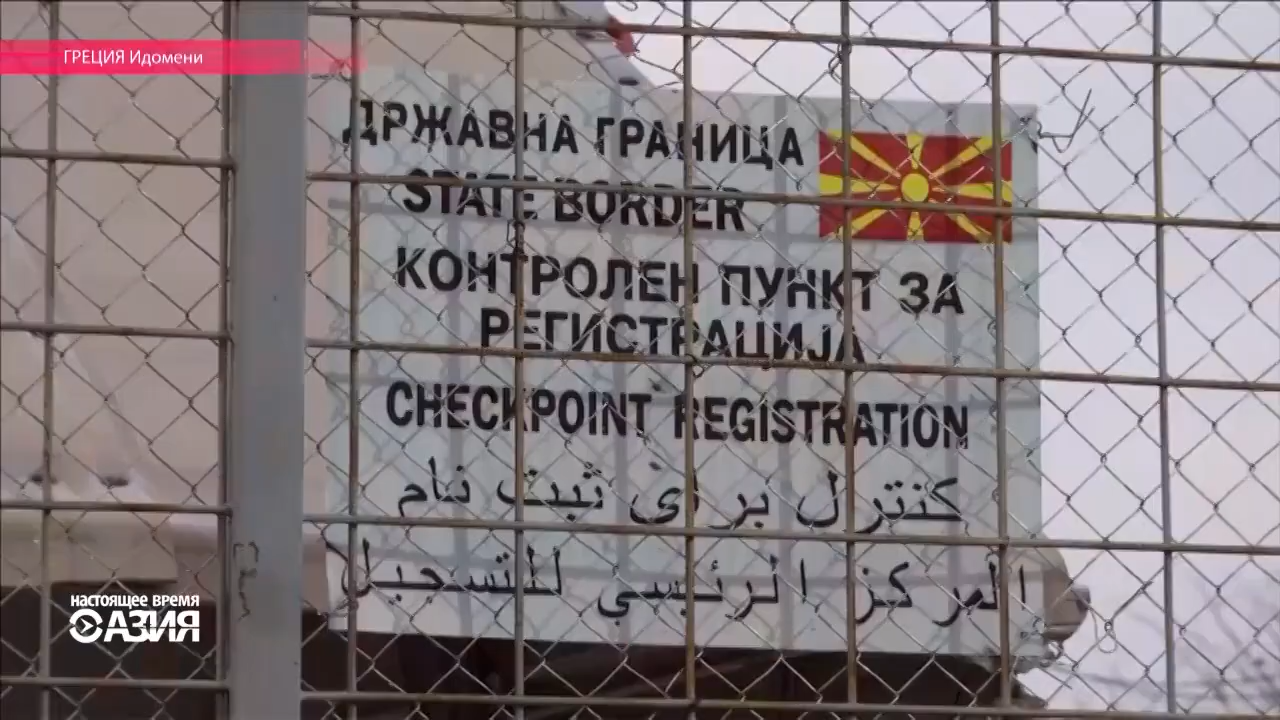 ГРЕЦИЯ Идомени
ДРЖАВНА ГРАНИЦА
STATE BORDER
КОНТРОЛЕН ПУНКТ ЗА
РЕГИСТРАЦИЈА
CHECKPOINT REGISTRATION
کنترل برای ثبت نام
المركز الرئيسي للتسجيل
НАСТОЯЩЕЕ ВРЕМЯ
АЗИЯ